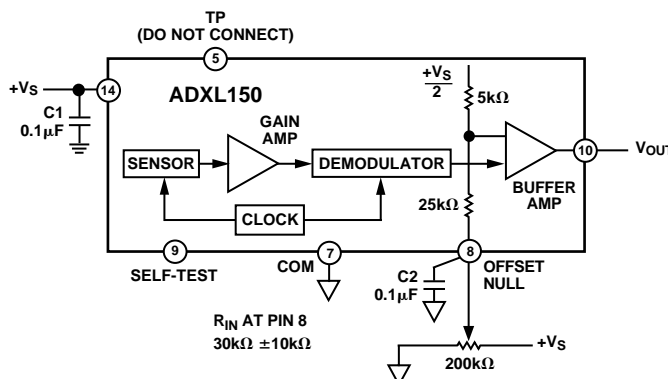 TP
(DO NOT CONNECT)
5
+VS
14
C1
0.1µF
ADXL150
+VS
2
5kΩ
GAIN
AMP
SENSOR
DEMODULATOR
CLOCK
25kΩ
BUFFER
AMP
10
VOUT
9
SELF-TEST
COM
7
8
OFFSET
NULL
C2
0.1µF
RIN AT PIN 8
30kΩ ±10kΩ
200kΩ
+VS